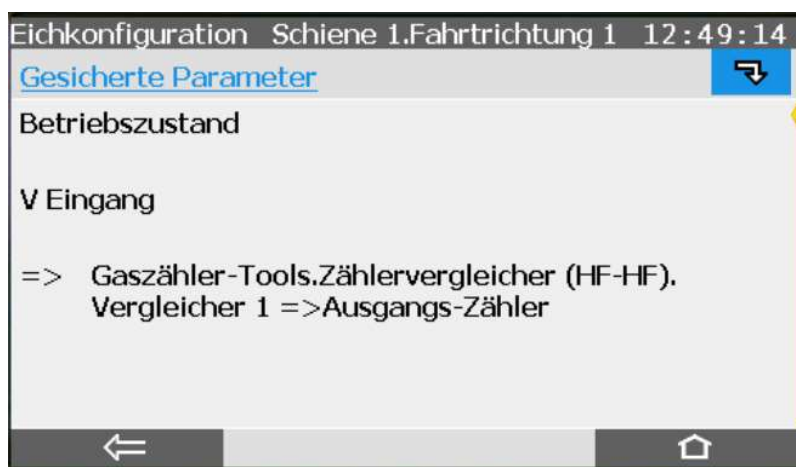 Eichkonfiguration Schiene 1.Fahrtrichtung 1 12:49:14
Gesicherte Parameter
Betriebszustand
V Eingang
=> Gaszähler-Tools.Zählervergleicher (HF-HF).
Vergleicher 1 =>Ausgangs-Zähler